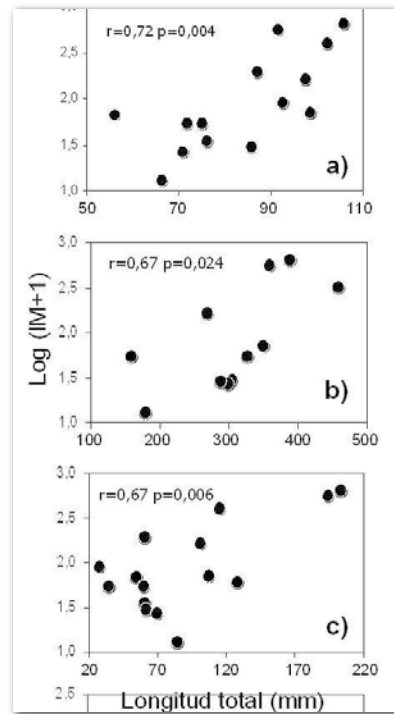 3,0
r=0,72 p=0,004
2,5
2,0
1,5
a)
1,0
50 70 90 110
3,0
r=0,67 p=0,024
2,5
2,0
1,5
b)
1,0
100 200 300 400 500
Log (IM+1)
3,0
r=0,67 p=0,006
2,5
2,0
1,5
c)
1,0
20 70 120 170 220
2,5
Longitud total (mm)